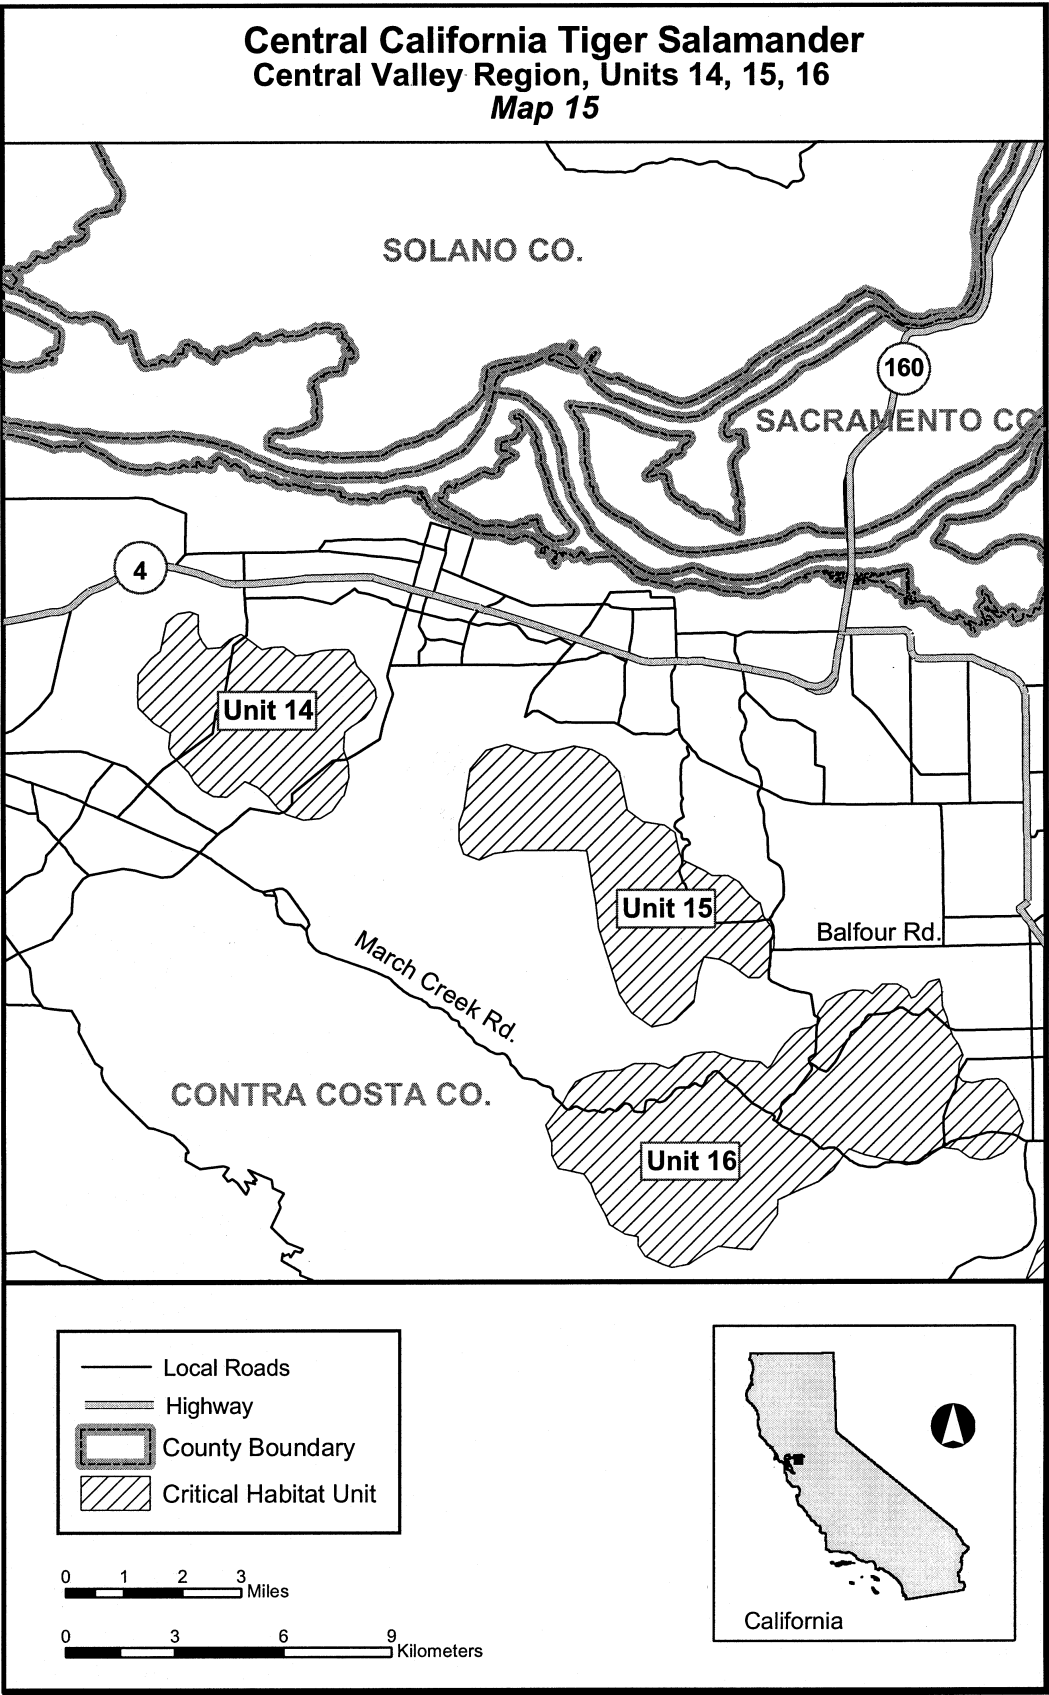 Central California Tiger Salamander
Central Valley Region, Units 14, 15, 16
Map 15
SOLANO CO.
160
SACRAMENTO CO
4
Unit 14
Unit 15
Balfour Rd.
March Creek Rd.
CONTRA COSTA CO.
Unit 16
Local Roads
Highway
County Boundary
Critical Habitat Unit
0 1 2 3
Miles
0 3 6 9
Kilometers
California